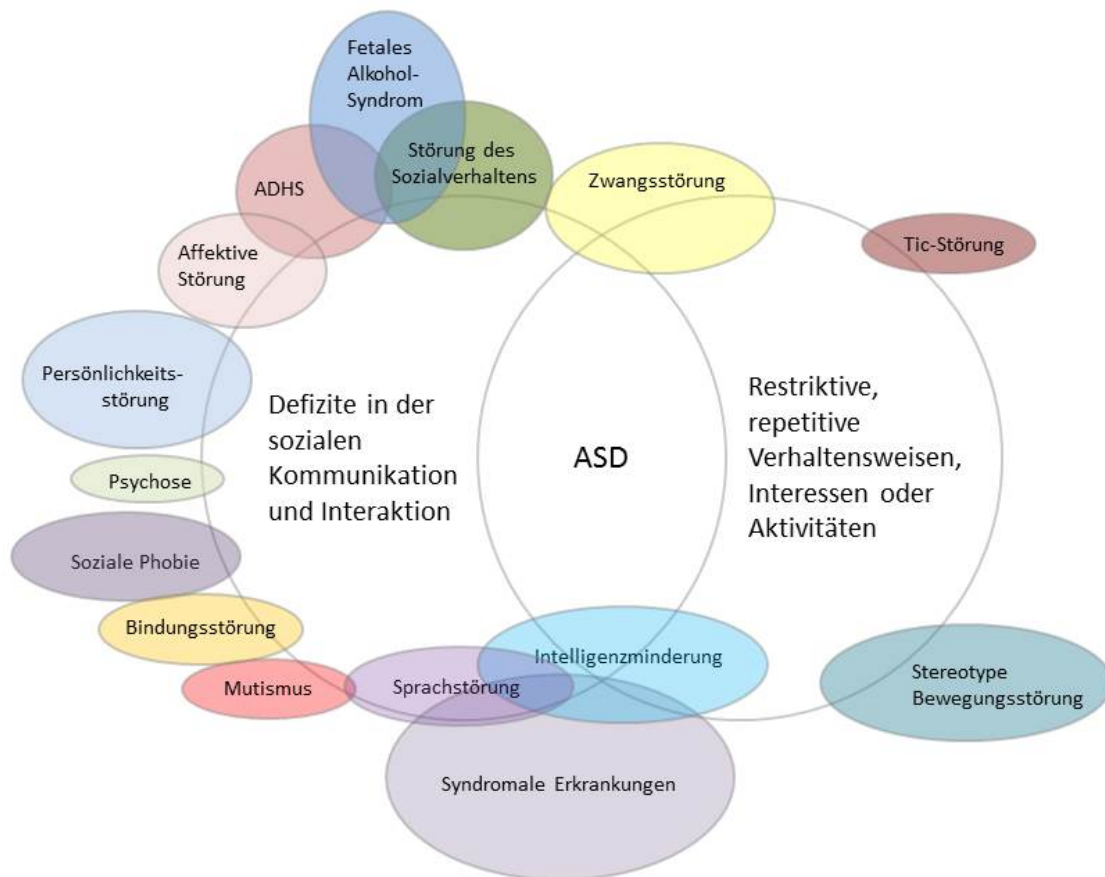 Fetales
Alkohol-
Syndrom
Störung des
Sozialverhaltens
Zwangsstörung
ADHS
Tic-Störung
Affektive
Störung
Persönlichkeits-
störung
Defizite in der
sozialen
Kommunikation
und Interaktion
ASD
Restriktive,
repetitive
Verhaltensweisen,
Interessen oder
Aktivitäten
Psychose
Soziale Phobie
Bindungsstörung
Mutismus
Sprachstörung
Intelligenzminderung
Stereotype
Bewegungsstörung
Syndromale Erkrankungen